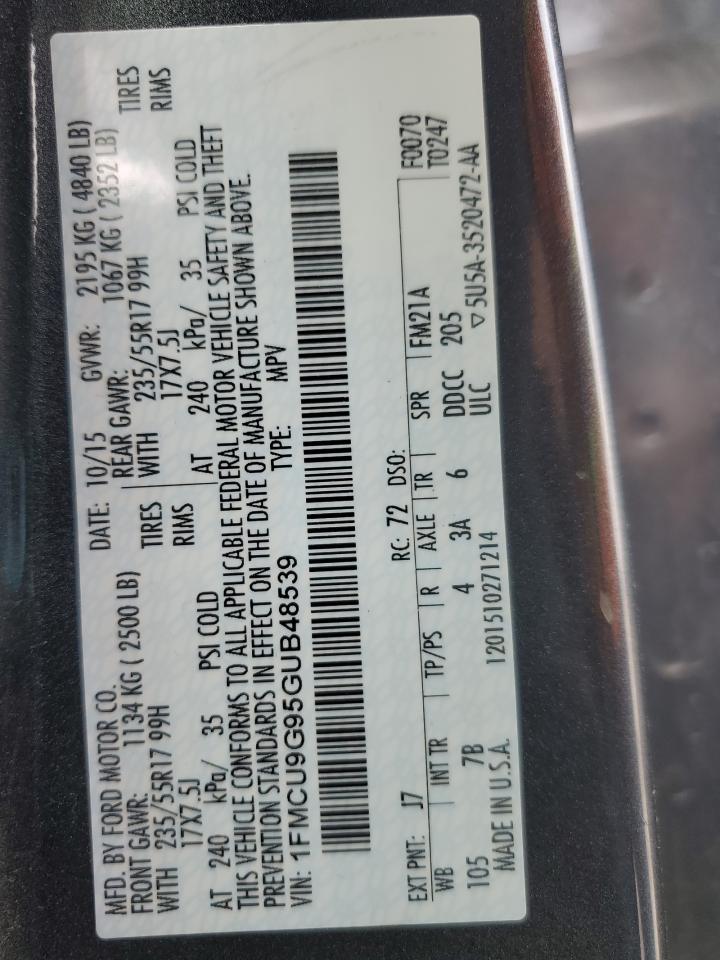 MFD. BY FORD MOTOR CO.
DATE: 10/15 GVWR: 2195 KG ( 4840 LB)
FRONT GAWR: 1134 KG ( 2500 LB) REAR GAWR: 1067 KG ( 2352 LB)
WITH 235/55R17 99H TIRES WITH 235/55R17 99H TIRES
17X7.5J RIMS 17X7.5J RIMS
AT 240 kPa/ 35 PSI COLD AT 240 kPa/ 35 PSI COLD
THIS VEHICLE CONFORMS TO ALL APPLICABLE FEDERAL MOTOR VEHICLE SAFETY AND THEFT
PREVENTION STANDARDS IN EFFECT ON THE DATE OF MANUFACTURE SHOWN ABOVE.
VIN: 1FMCU9G95GUB48539 TYPE: MPV
EXT PNT: J7 RC: 72 DSO: F0070
WB INT TR TP/PS R AXLE TR SPR FM21A T0247
105 7B 4 3A 6 DDCC 205
MADE IN U.S.A. 1201510271214 ULC ▽5U5A-3520472-AA